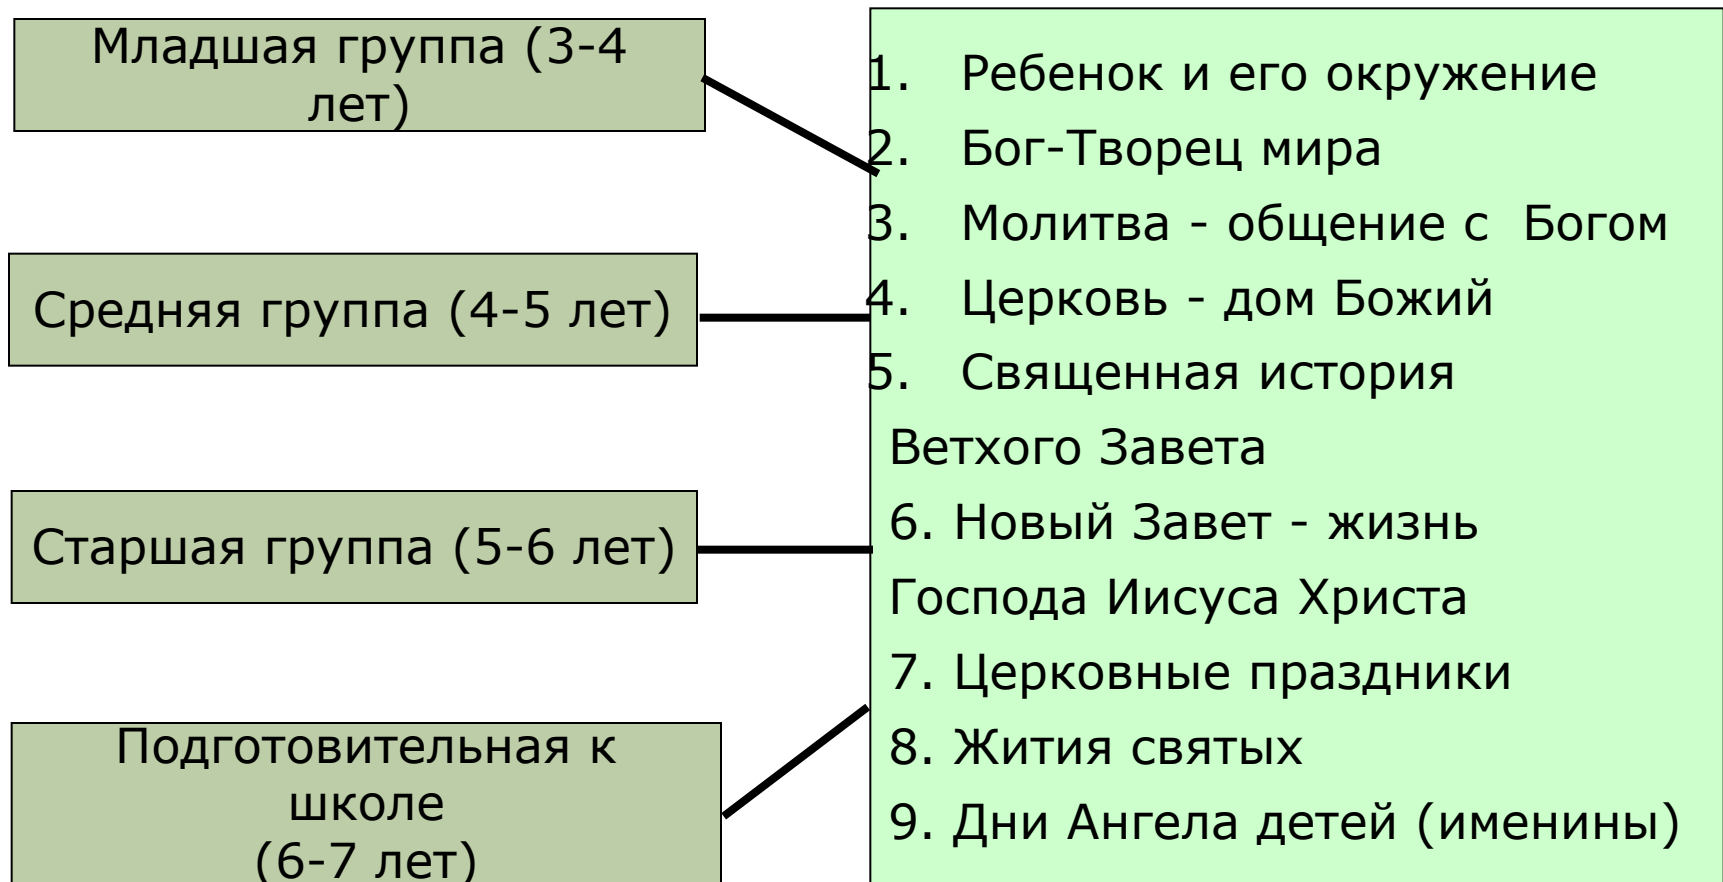 Младшая группа (3-4
лет)
Средняя группа (4-5 лет)
Старшая группа (5-6 лет)
Подготовительная к
школе
(6-7 лет)
1. Ребенок и его окружение
2. Бог-Творец мира
3. Молитва - общение с Богом
4. Церковь - дом Божий
5. Священная история
Ветхого Завета
6. Новый Завет - жизнь
Господа Иисуса Христа
7. Церковные праздники
8. Жития святых
9. Дни Ангела детей (именины)